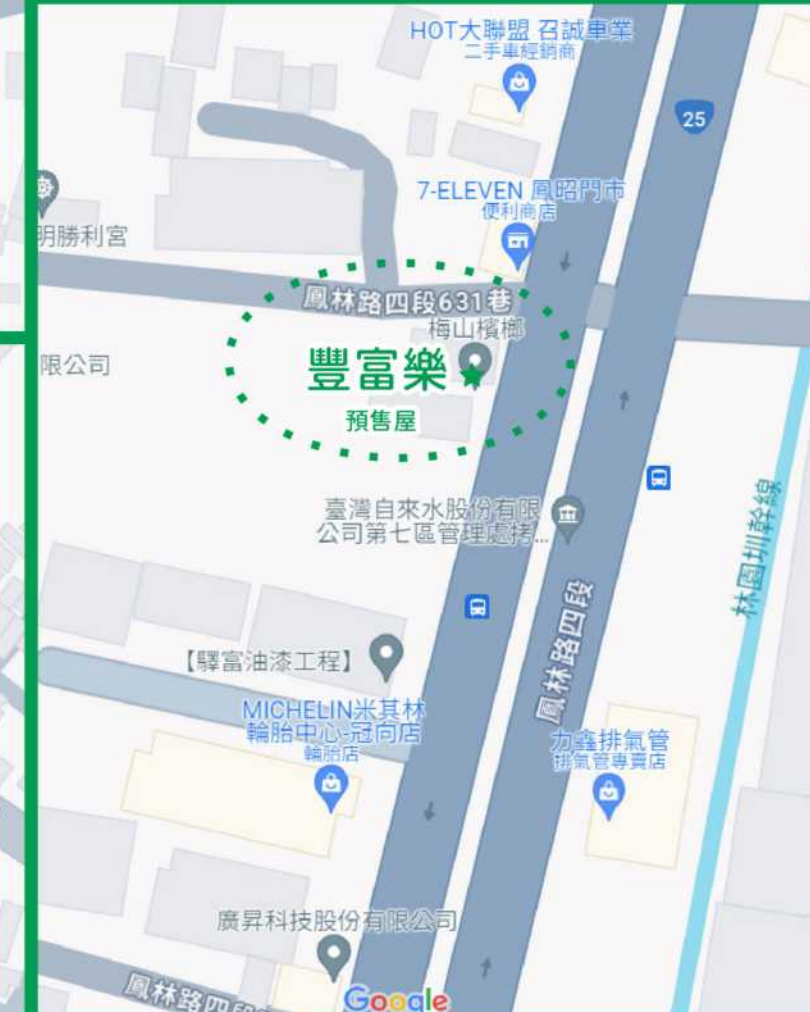 HOT大聯盟 召誠車業
二手車經銷商
25
7-ELEVEN 鳳昭門市
便利商店
明勝利宮
鳳林路四段631巷
梅山檳榔
限公司
豐富樂
預售屋
臺灣自來水股份有限
公司第七區管理處拷...
林園圳幹線
鳳林路四段
【驛富油漆工程】
MICHELIN米其林
輪胎中心-冠向店
輪胎店
力鑫排氣管
排氣管專賣店
廣昇科技股份有限公司
鳳林路四段
Google